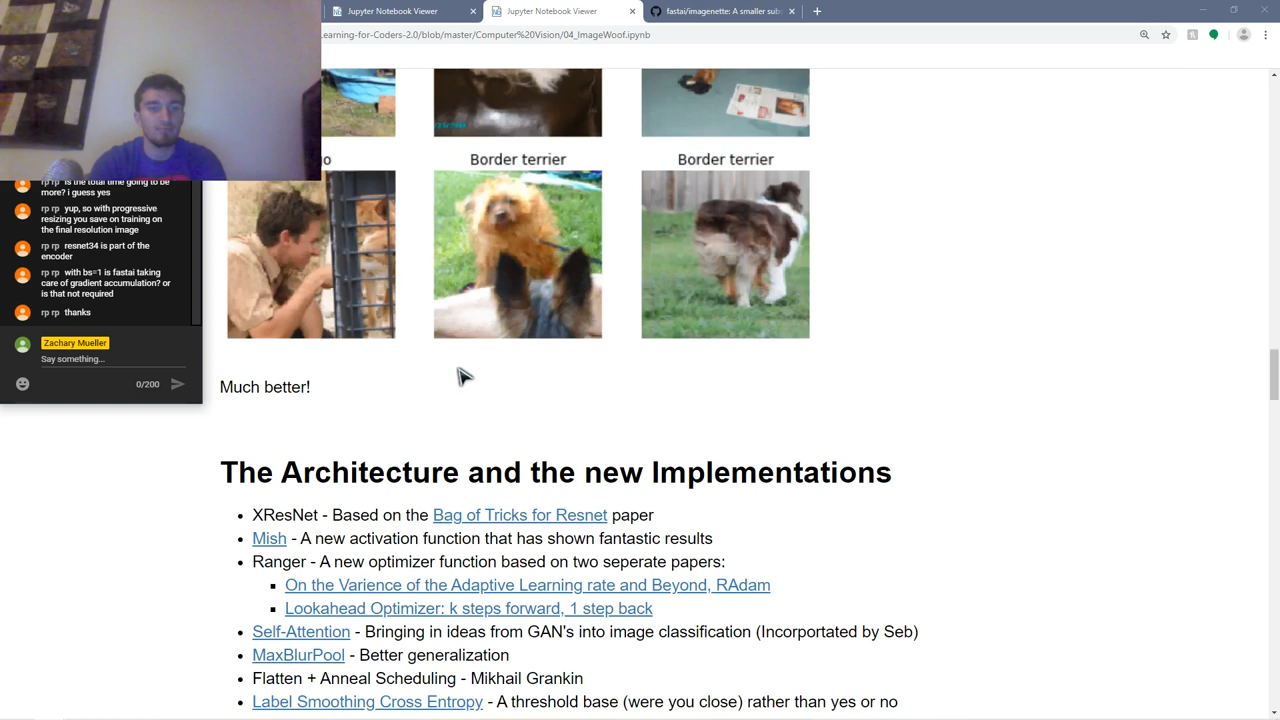 Jupyter Notebook Viewer
Jupyter Notebook Viewer
fastai/imagenette: A smaller sub
earning-for-Coders-2.0/blob/master/Computer%20Vision/04_ImageWoof.ipynb
o
Border terrier
Border terrier
rp rp is the total time going to be
more? i guess yes
rp rp yup, so with progressive
resizing you save on training on
the final resolution image
rp rp resnet34 is part of the
encoder
rp rp with bs=1 is fastai taking
care of gradient accumulation? or
is that not required
rp rp thanks
Zachary Mueller
Say something...
0/200
Much better!
The Architecture and the new Implementations
• XResNet - Based on the Bag of Tricks for Resnet paper
• Mish - A new activation function that has shown fantastic results
• Ranger - A new optimizer function based on two seperate papers:
▪ On the Varience of the Adaptive Learning rate and Beyond, RAdam
▪ Lookahead Optimizer: k steps forward, 1 step back
• Self-Attention - Bringing in ideas from GAN's into image classification (Incorportated by Seb)
• MaxBlurPool - Better generalization
• Flatten + Anneal Scheduling - Mikhail Grankin
• Label Smoothing Cross Entropy - A threshold base (were you close) rather than yes or no